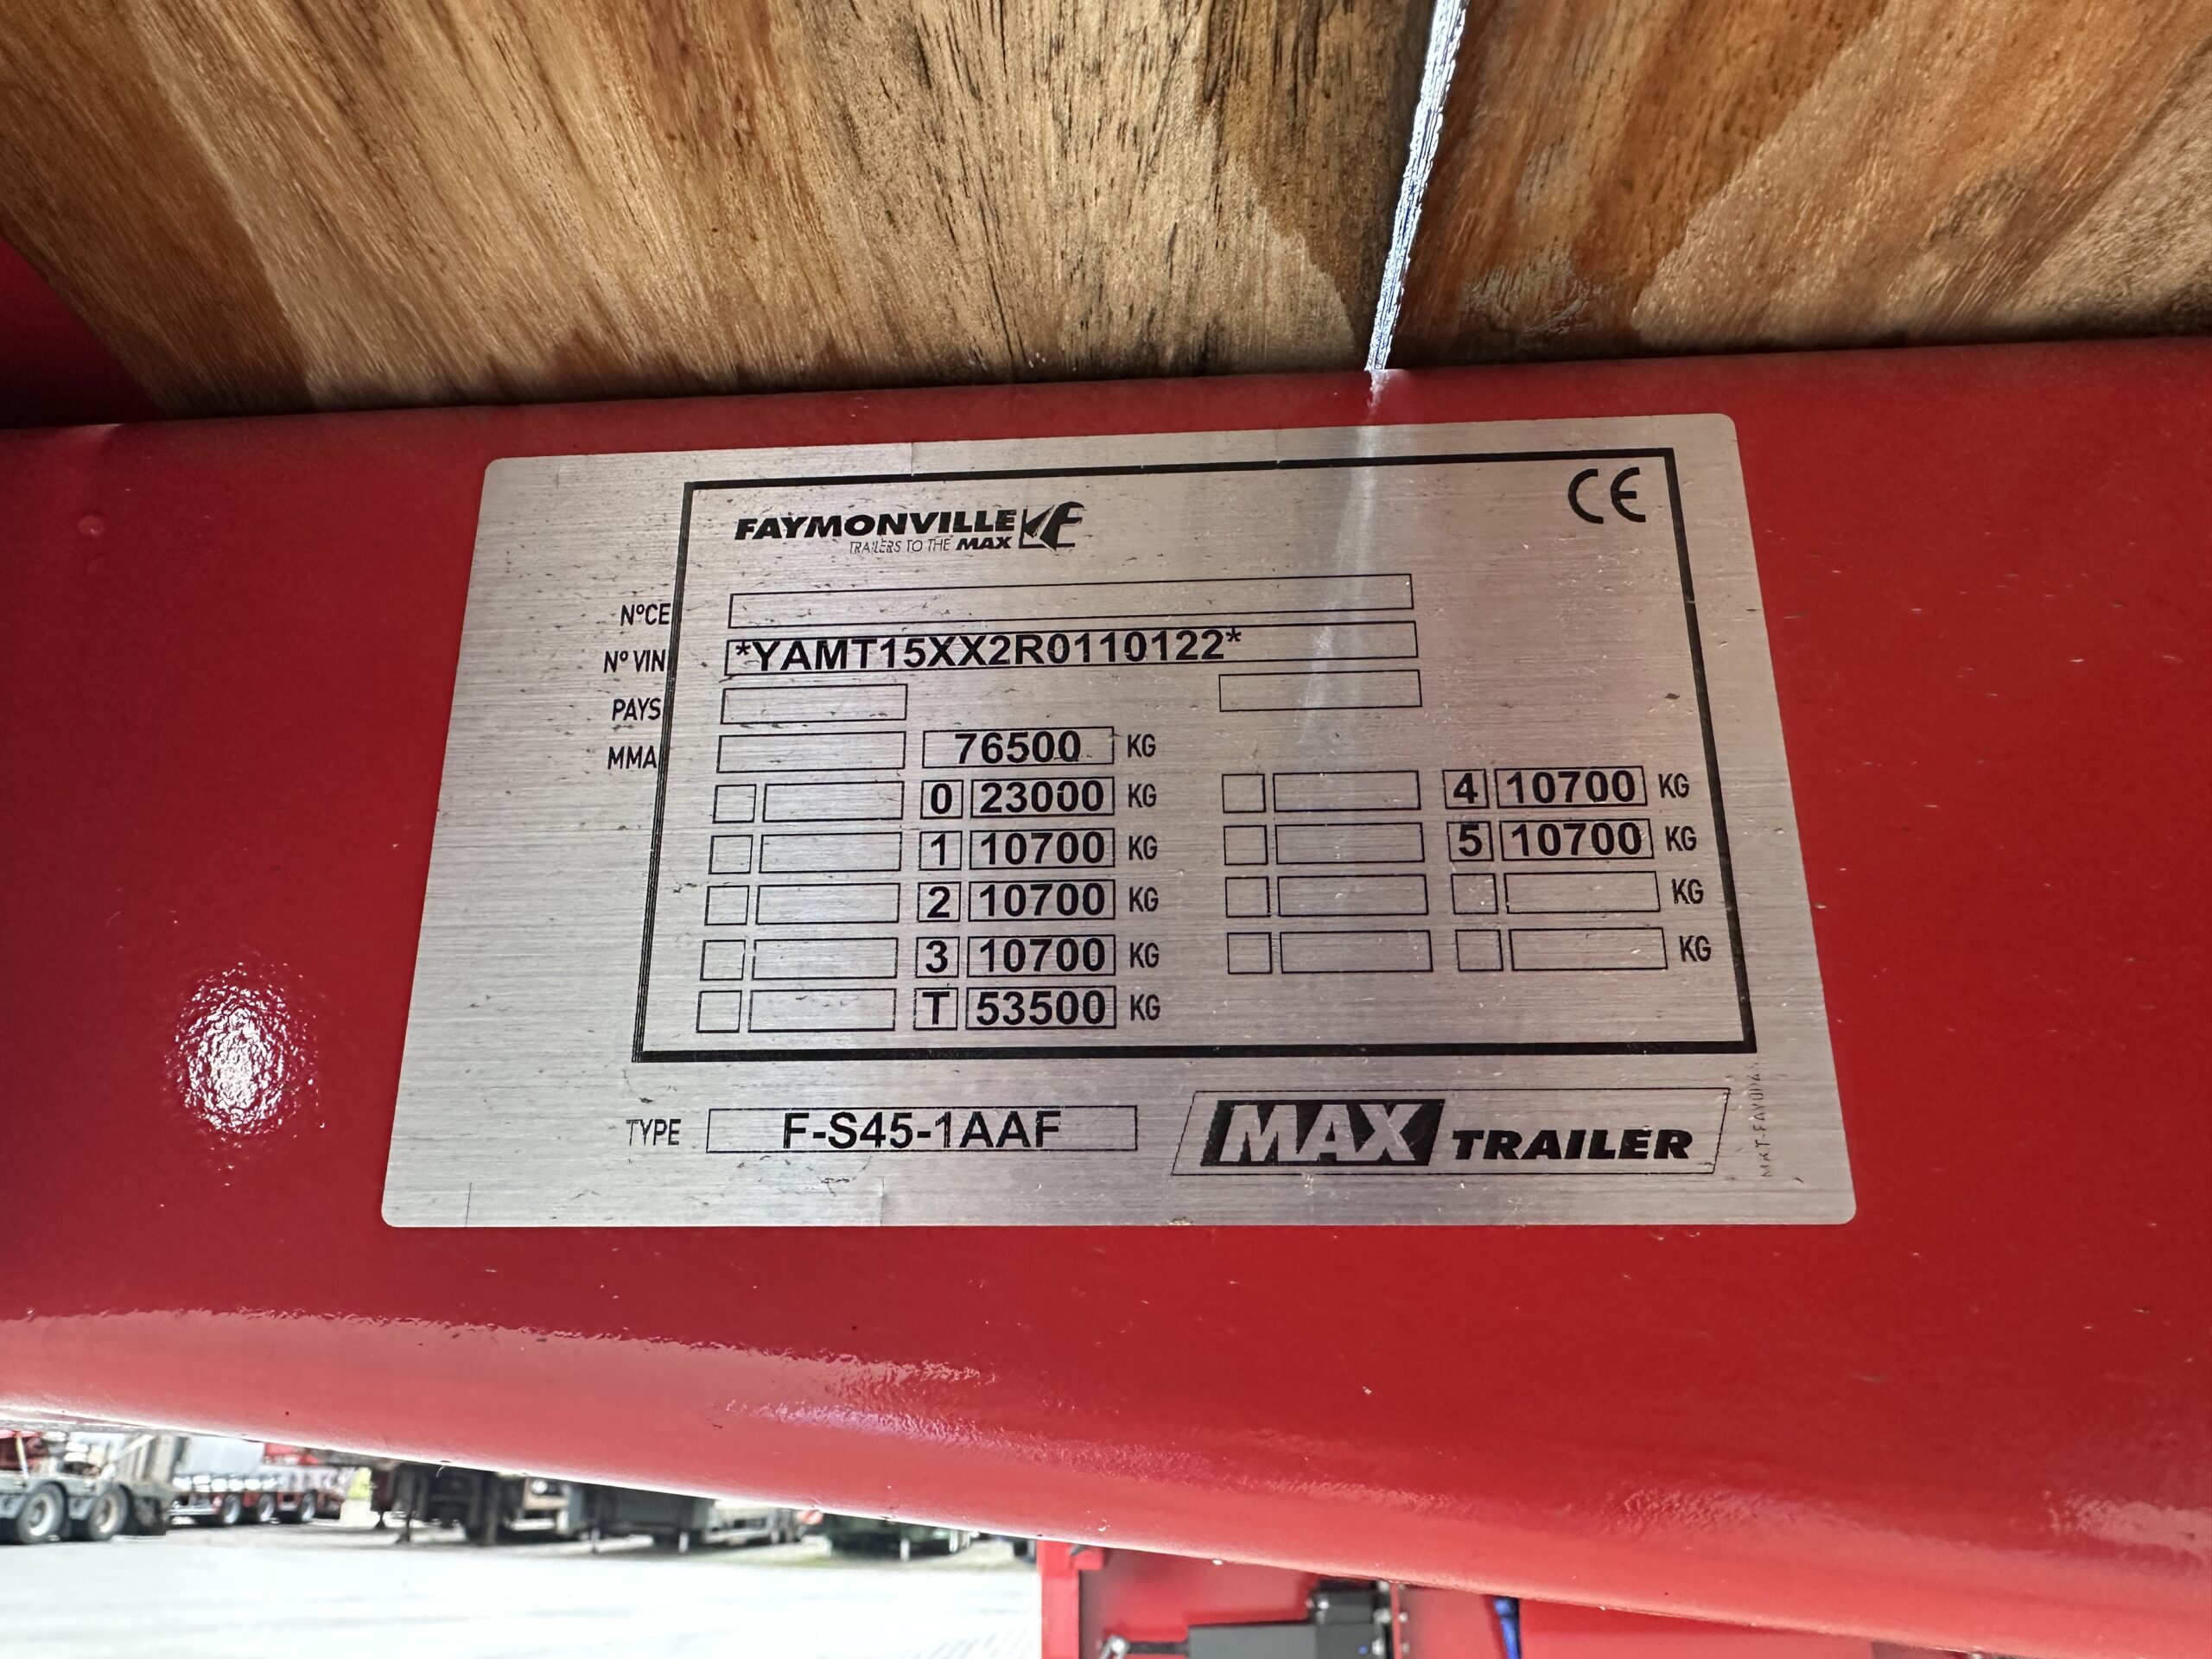 CE
FAYMONVILLE
TRAILERS TO THE MAX
N°CE
N° VIN *YAMT15XX2R0110122*
PAYS
MMA 76500 KG
0 23000 KG 4 10700 KG
1 10700 KG 5 10700 KG
2 10700 KG KG
3 10700 KG KG
T 53500 KG
TYPE F-S45-1AAF MAX TRAILER